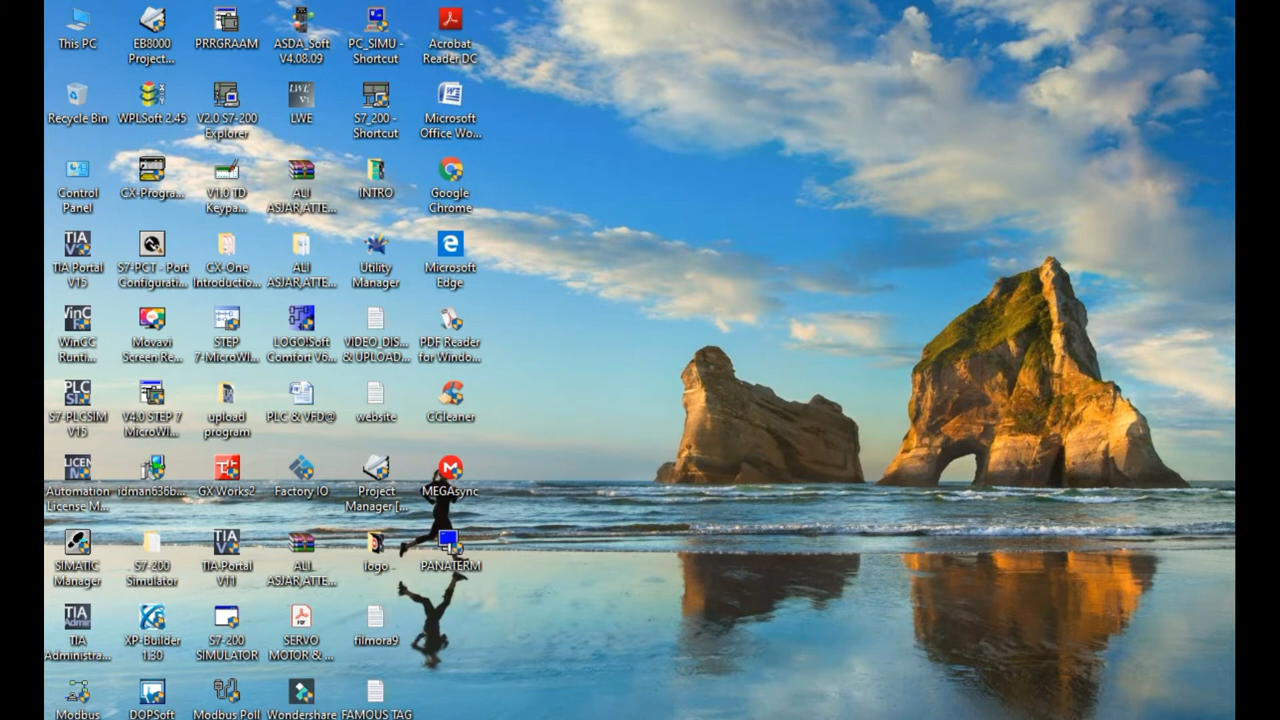 This PC
EB8000
Project...
PRRGRAAM
ASDA_Soft
V4.08.09
PC_SIMU -
Shortcut
Acrobat
Reader DC
Recycle Bin
WPLSoft 2.45
V2.0 S7-200
Explorer
LWE
S7_200 -
Shortcut
Microsoft
Office Wo...
Control
Panel
CX-Progra...
V1.0 TD
Keypa...
ALI
ASJAR,ATTE...
INTRO
Google
Chrome
TIA Portal
V15
S7-PCT - Port
Configurati...
CX-One
Introductio...
ALI
ASJAR,ATTE...
Utility
Manager
Microsoft
Edge
WinCC
Runti...
Movavi
Screen Re...
STEP
7-MicroWI...
LOGO!Soft
Comfort V6...
VIDEO_DIS...
& UPLOAD...
PDF Reader
for Windo...
S7-PLCSIM
V15
V4.0 STEP 7
MicroWI...
upload
program
PLC & VFD@
website
CCleaner
Automation
License M...
idman636b...
GX Works2
Factory IO
Project
Manager [...
MEGAsync
SIMATIC
Manager
S7-200
Simulator
TIA Portal
V11
ALI
ASJAR,ATTE...
logo
PANATERM
TIA
Administra...
XP-Builder
1.30
S7-200
SIMULATOR
SERVO
MOTOR & ...
filmora9
Modbus
DOPSoft
Modbus Poll
Wondershare
FAMOUS TAG